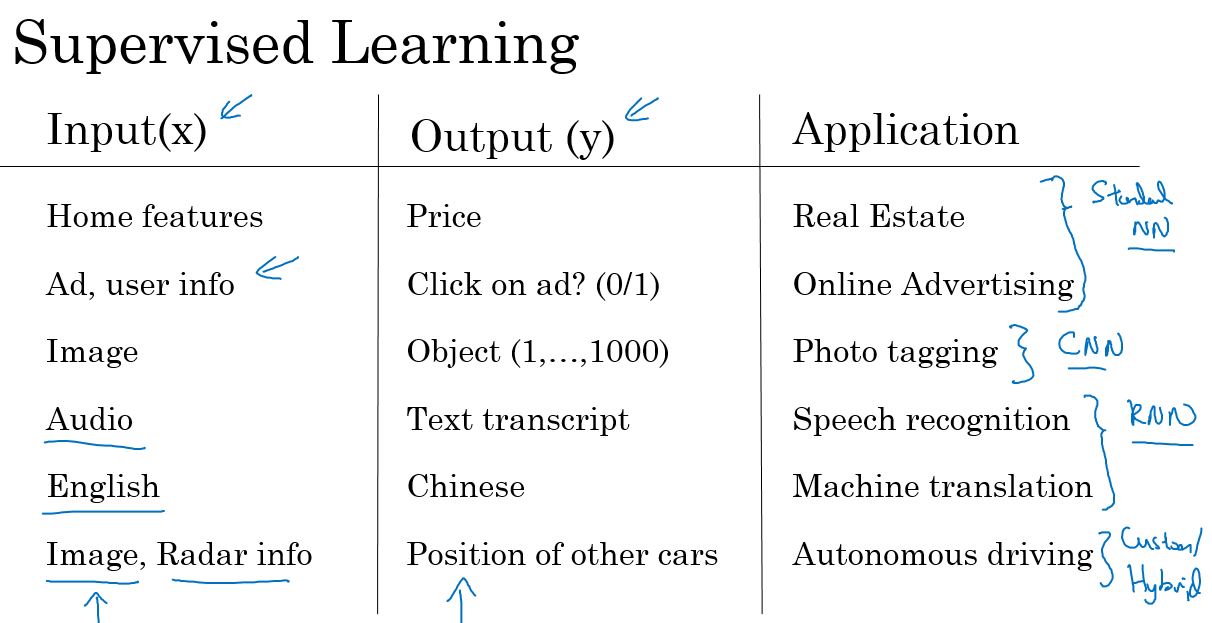 Supervised Learning
Input(x) Output (y) Application
Home features Price Real Estate Standard
NN
Ad, user info Click on ad? (0/1) Online Advertising
Image Object (1,...,1000) Photo tagging CNN
Audio Text transcript Speech recognition RNN
English Chinese Machine translation
Image, Radar info Position of other cars Autonomous driving Custom/
Hybrid